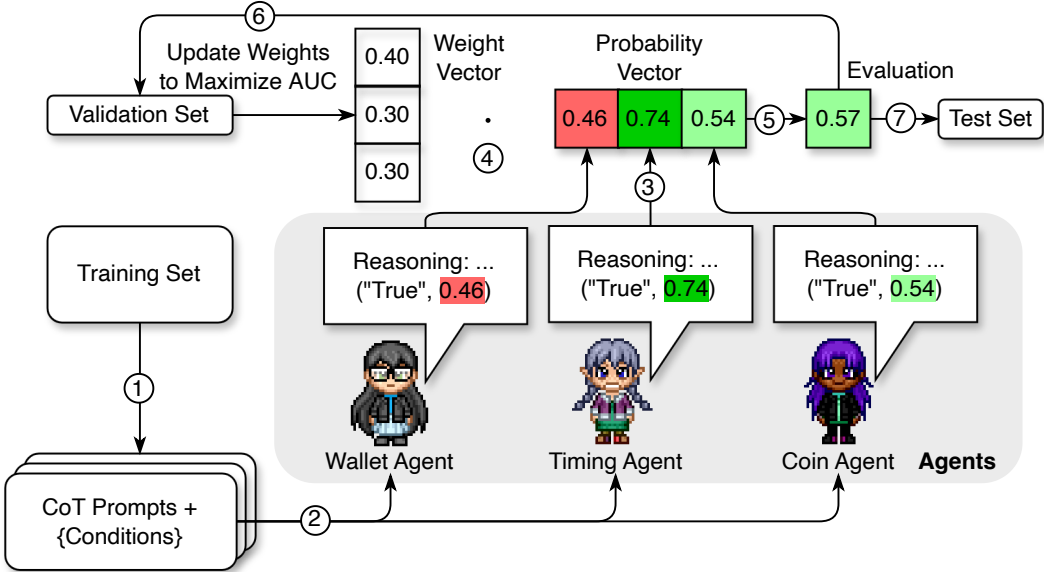 6
Update Weights
to Maximize AUC
0.40
0.30
0.30
Weight
Vector
.
4
Probability
Vector
0.46
0.74
0.54
5
Evaluation
0.57
7
Test Set
Validation Set
3
Training Set
1
Reasoning: ...
("True", 0.46)
Reasoning: ...
("True", 0.74)
Reasoning: ...
("True", 0.54)
Wallet Agent
Timing Agent
Coin Agent
Agents
CoT Prompts +
{Conditions}
2